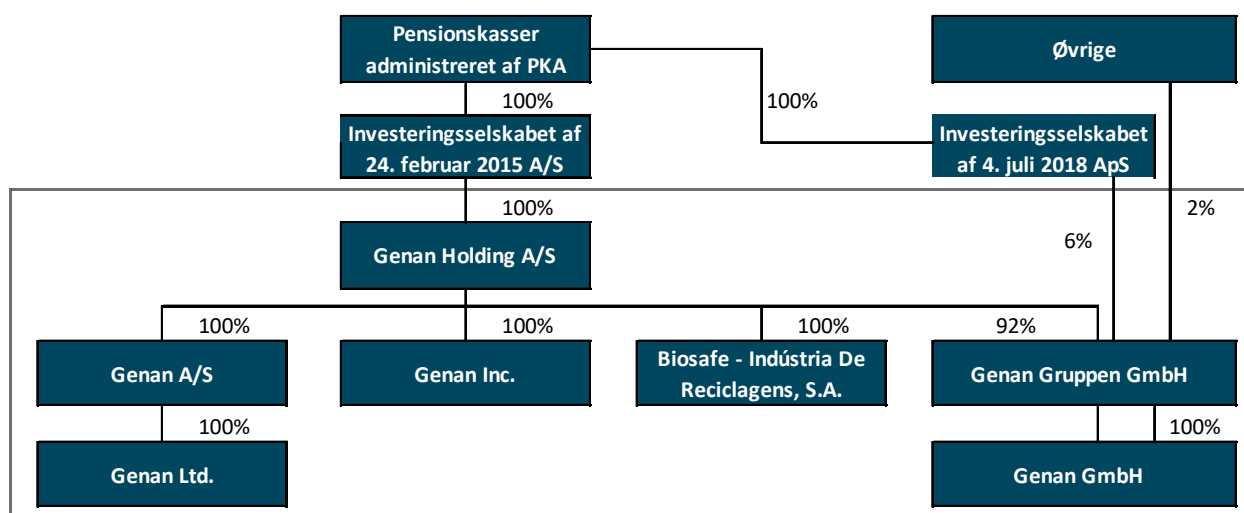 Pensionskasser
administreret af PKA
Øvrige
100%
100%
Investeringsselskabet af
24. februar 2015 A/S
Investeringsselskabet
af 4. juli 2018 ApS
100%
2%
6%
Genan Holding A/S
100%
100%
100%
92%
Genan A/S
Genan Inc.
Biosafe - Indústria De
Reciclagens, S.A.
Genan Gruppen GmbH
100%
100%
Genan Ltd.
Genan GmbH